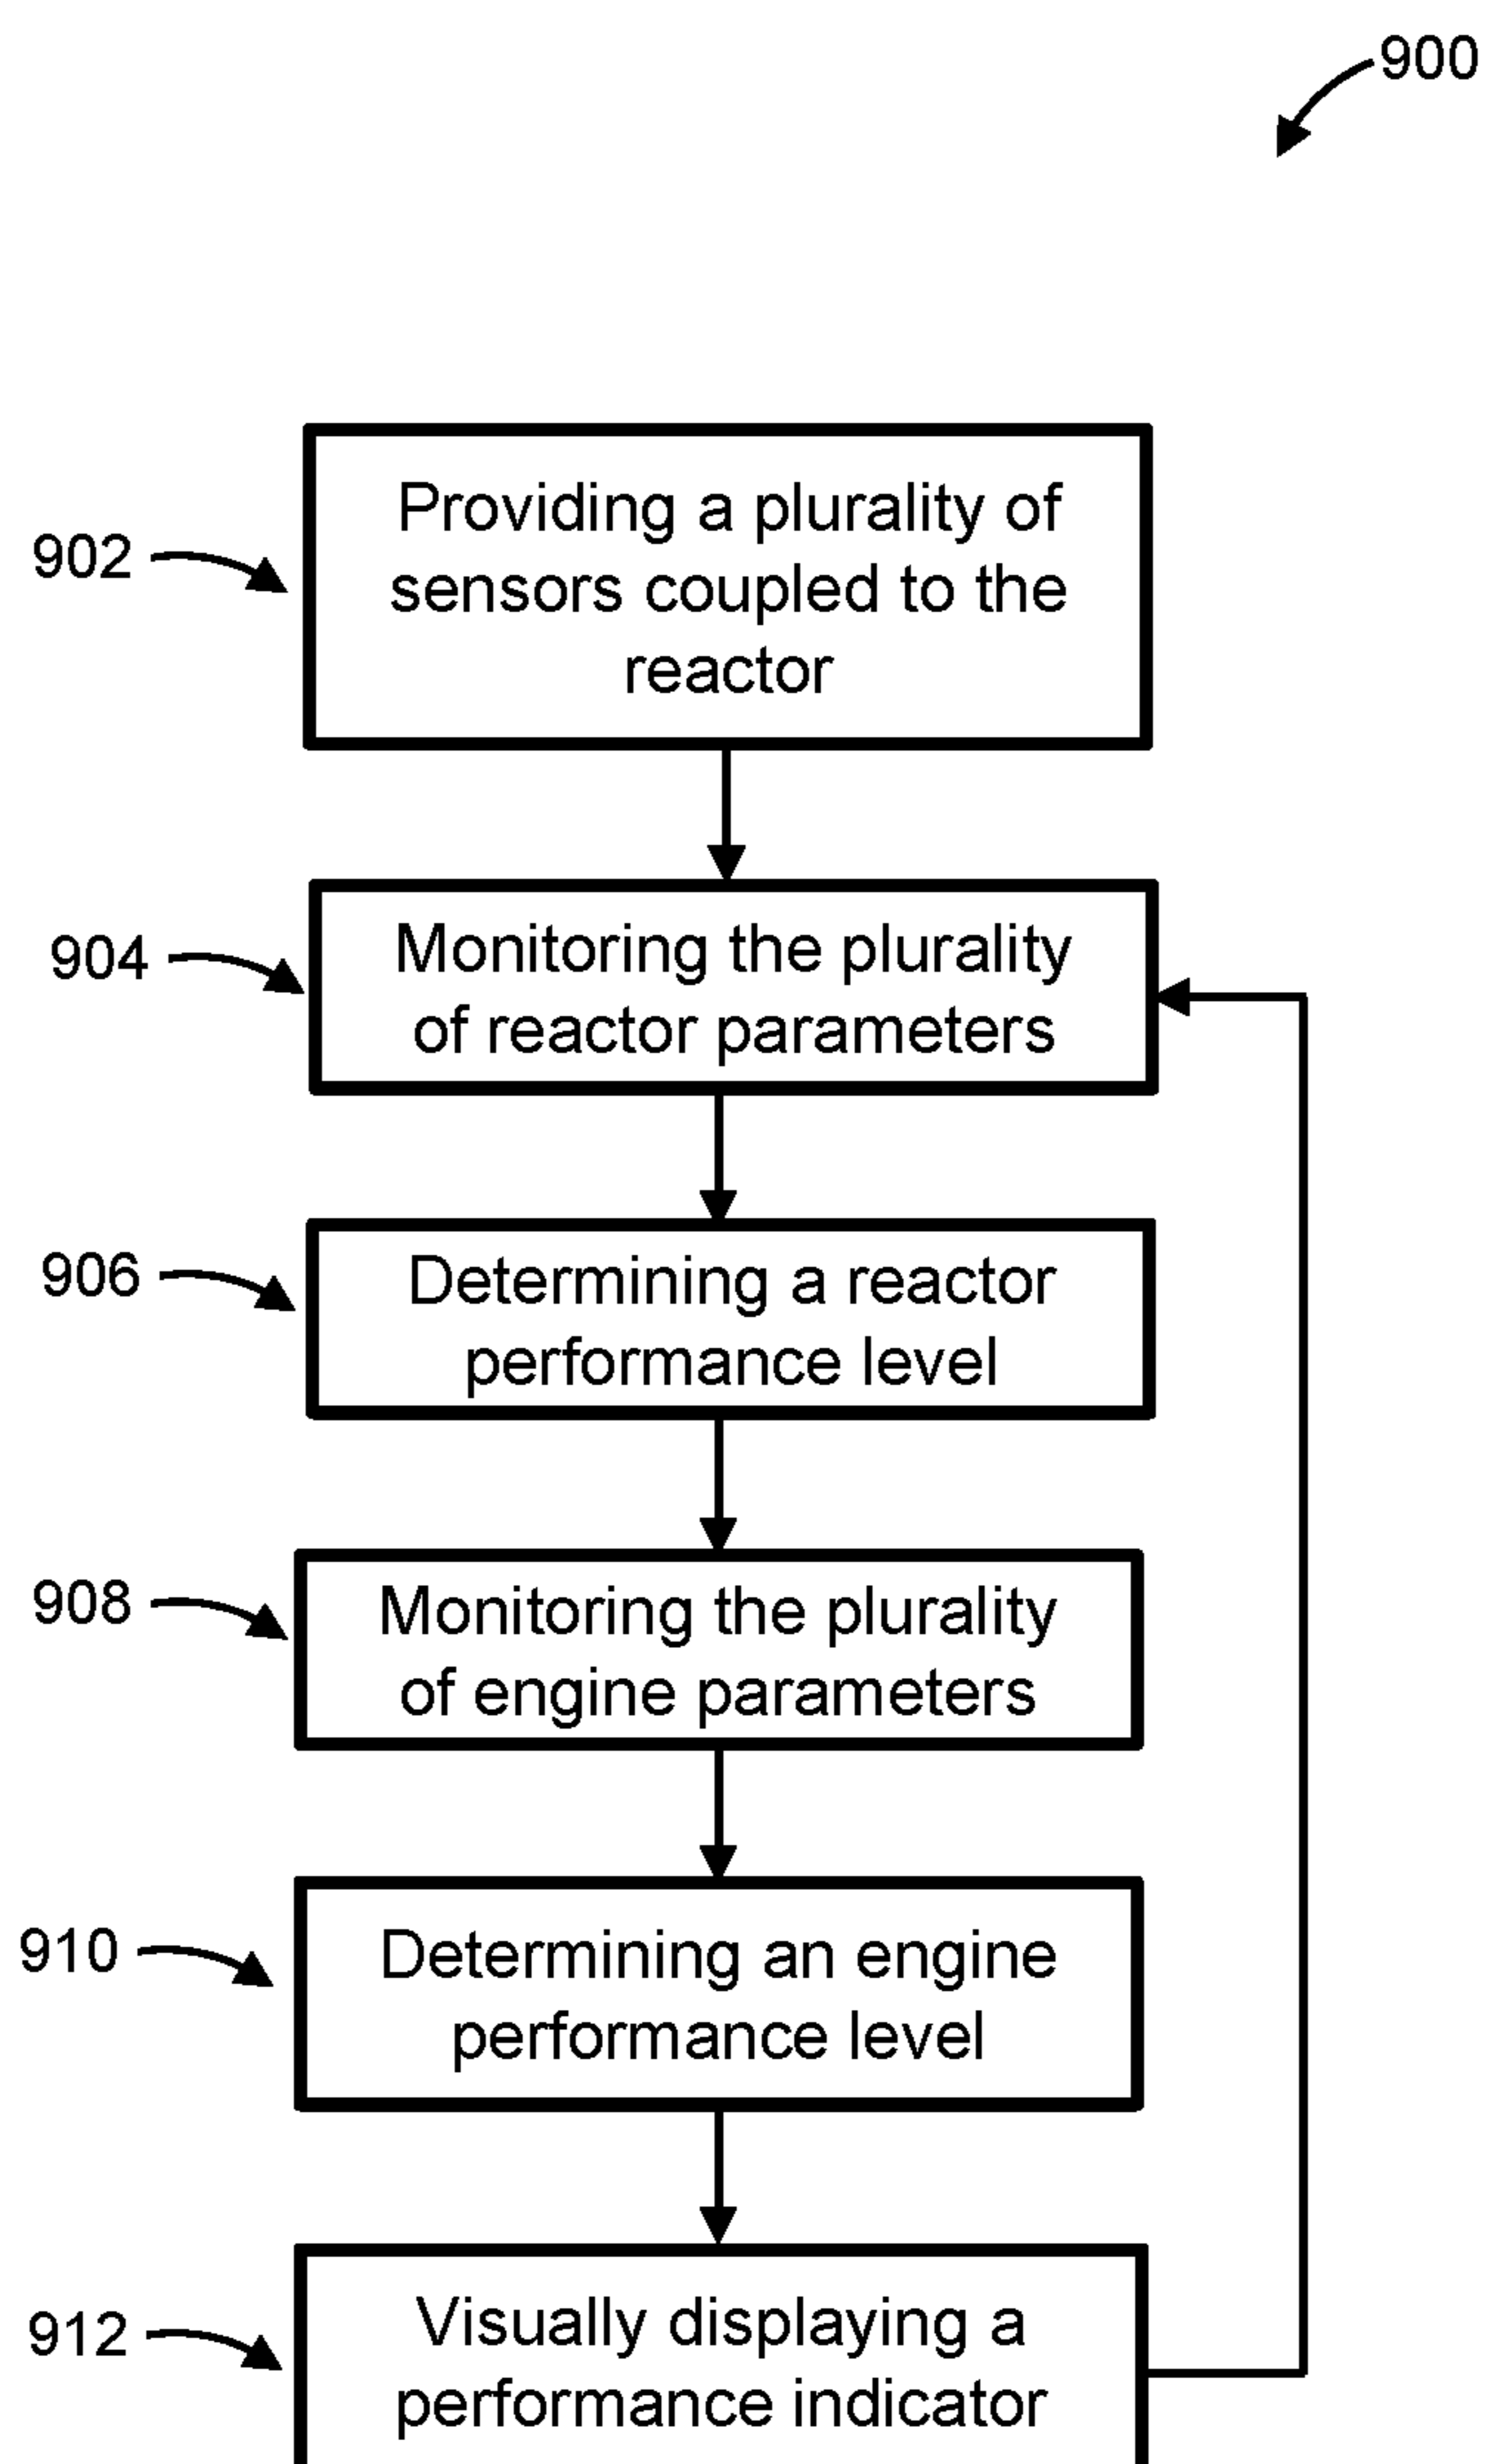 900
902
Providing a plurality of
sensors coupled to the
reactor
904
Monitoring the plurality
of reactor parameters
906
Determining a reactor
performance level
908
Monitoring the plurality
of engine parameters
910
Determining an engine
performance level
912
Visually displaying a
performance indicator